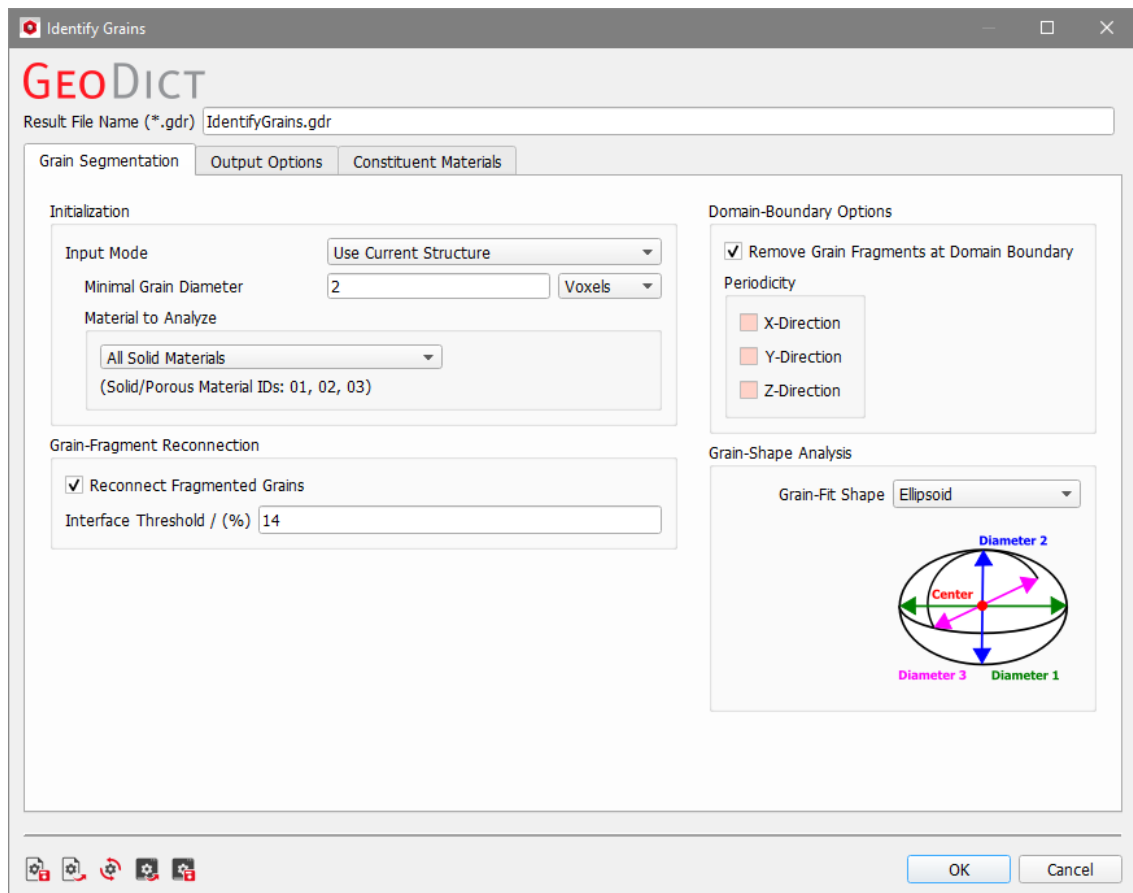 Identify Grains
GEODICT
Result File Name (*.gdr) IdentifyGrains.gdr
Grain Segmentation Output Options Constituent Materials
Initialization
Input Mode Use Current Structure
Minimal Grain Diameter 2 Voxels
Material to Analyze
All Solid Materials
(Solid/Porous Material IDs: 01, 02, 03)
Grain-Fragment Reconnection
Reconnect Fragmented Grains
Interface Threshold / (%) 14
Domain-Boundary Options
Remove Grain Fragments at Domain Boundary
Periodicity
X-Direction
Y-Direction
Z-Direction
Grain-Shape Analysis
Grain-Fit Shape Ellipsoid
Diameter 2
Center
Diameter 3 Diameter 1
OK Cancel